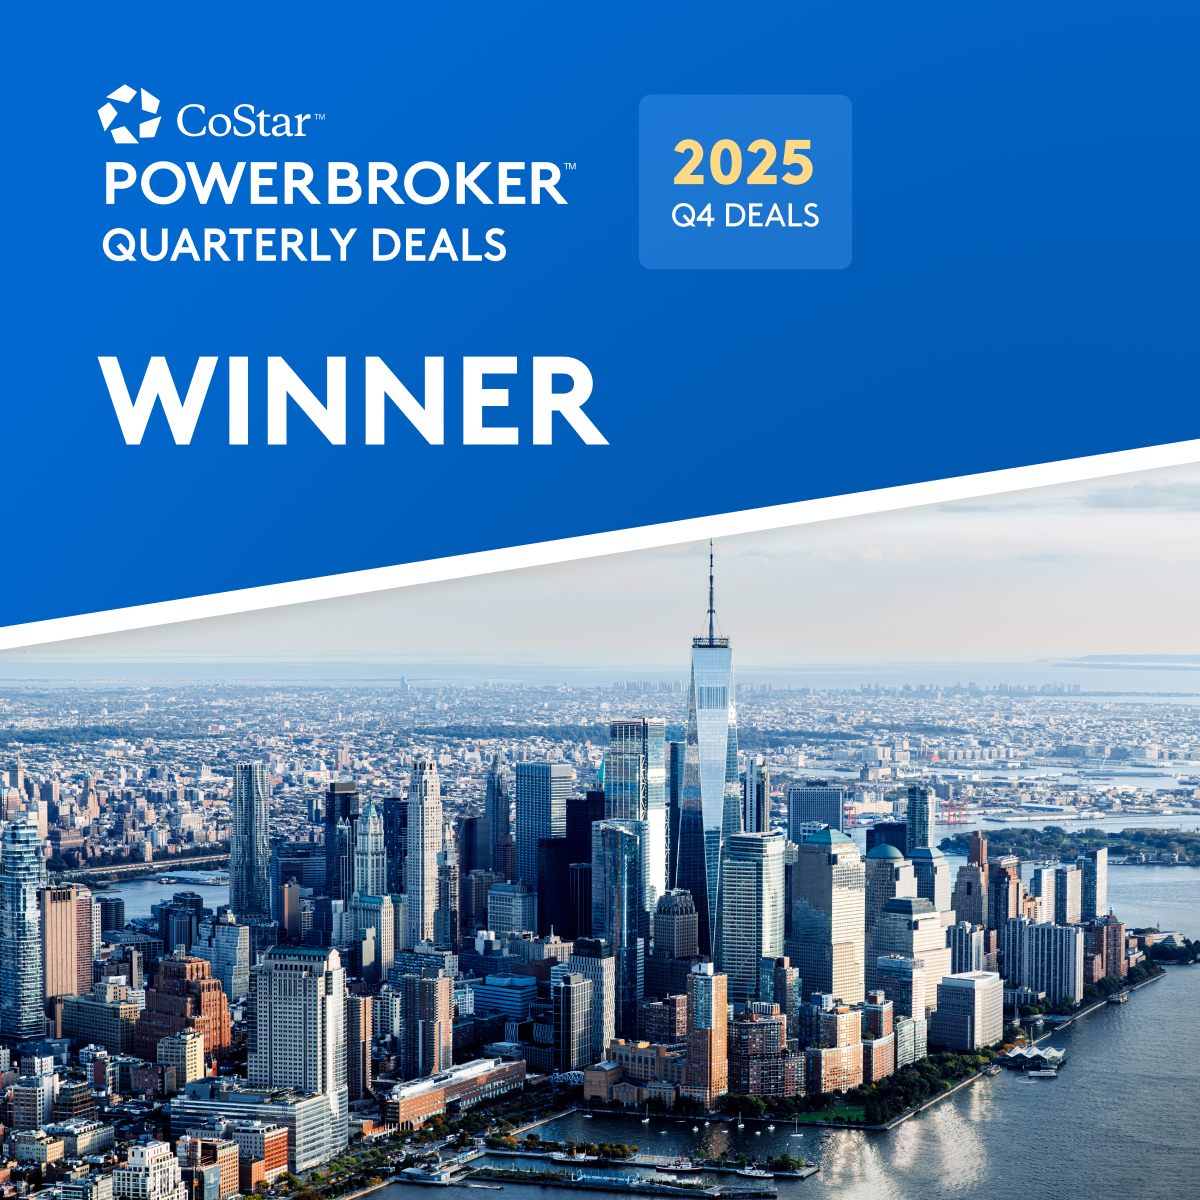 CoStar™
POWERBROKER™
QUARTERLY DEALS
2025
Q4 DEALS
WINNER